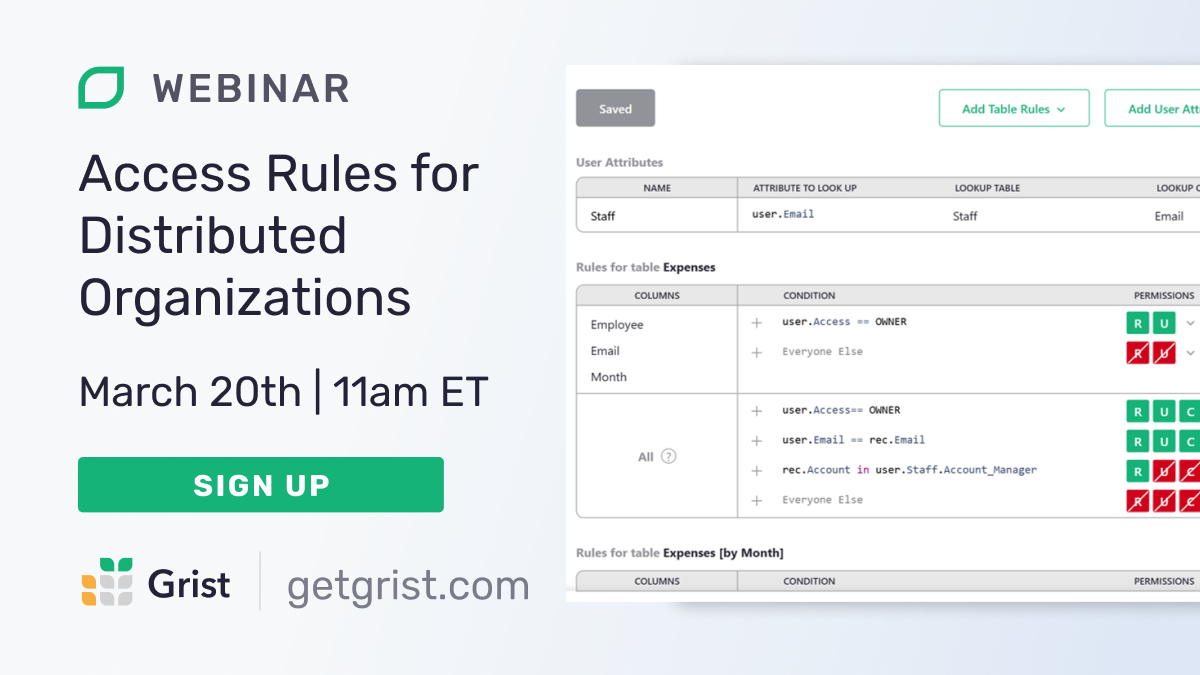 WEBINAR
Access Rules for
Distributed
Organizations
March 20th | 11am ET
SIGN UP
Grist
getgrist.com
Saved
Add Table Rules
Add User
User Attributes
NAME ATTRIBUTE TO LOOK UP LOOKUP TABLE LOOKUP
Staff user.Email Staff Email
Rules for table Expenses
COLUMNS CONDITION PERMISSIONS
Employee
Email
Month
+ user.Access == OWNER R U
+ Everyone Else R U
All ?
+ user.Access== OWNER R U C
+ user.Email == rec.Email R U C
+ rec.Account in user.Staff.Account_Manager R U C
+ Everyone Else R U C
Rules for table Expenses [by Month]
COLUMNS CONDITION PERMISSIONS